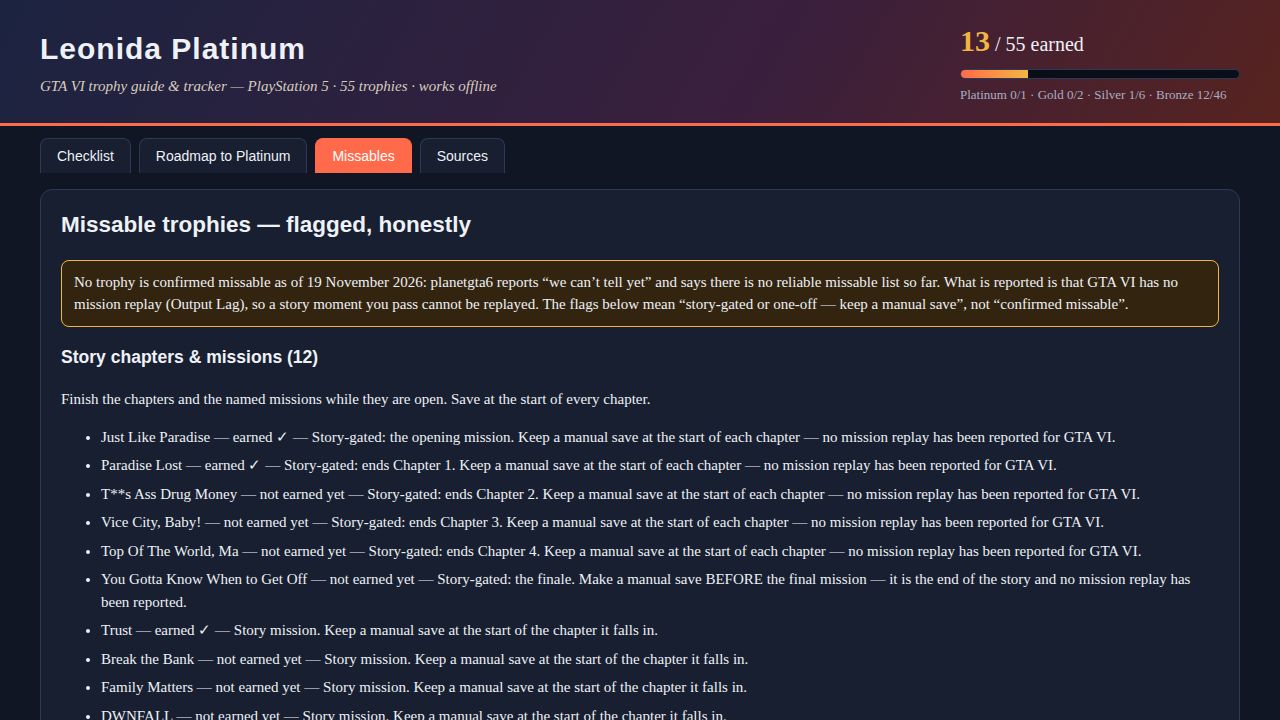 Leonida Platinum
GTA VI trophy guide & tracker — PlayStation 5 · 55 trophies · works offline
13 / 55 earned
Platinum 0/1 · Gold 0/2 · Silver 1/6 · Bronze 12/46
Checklist
Roadmap to Platinum
Missables
Sources
Missable trophies — flagged, honestly
No trophy is confirmed missable as of 19 November 2026: planetgta6 reports “we can’t tell yet” and says there is no reliable missable list so far. What is reported is that GTA VI has no
mission replay (Output Lag), so a story moment you pass cannot be replayed. The flags below mean “story-gated or one-off — keep a manual save”, not “confirmed missable”.
Story chapters & missions (12)
Finish the chapters and the named missions while they are open. Save at the start of every chapter.
• Just Like Paradise — earned ✓ — Story-gated: the opening mission. Keep a manual save at the start of each chapter — no mission replay has been reported for GTA VI.
• Paradise Lost — earned ✓ — Story-gated: ends Chapter 1. Keep a manual save at the start of each chapter — no mission replay has been reported for GTA VI.
• T**s Ass Drug Money — not earned yet — Story-gated: ends Chapter 2. Keep a manual save at the start of each chapter — no mission replay has been reported for GTA VI.
• Vice City, Baby! — not earned yet — Story-gated: ends Chapter 3. Keep a manual save at the start of each chapter — no mission replay has been reported for GTA VI.
• Top Of The World, Ma — not earned yet — Story-gated: ends Chapter 4. Keep a manual save at the start of each chapter — no mission replay has been reported for GTA VI.
• You Gotta Know When to Get Off — not earned yet — Story-gated: the finale. Make a manual save BEFORE the final mission — it is the end of the story and no mission replay has
been reported.
• Trust — earned ✓ — Story mission. Keep a manual save at the start of the chapter it falls in.
• Break the Bank — not earned yet — Story mission. Keep a manual save at the start of the chapter it falls in.
• Family Matters — not earned yet — Story mission. Keep a manual save at the start of the chapter it falls in.
• DWNFALL — not earned yet — Story mission. Keep a manual save at the start of the chapter it falls in.